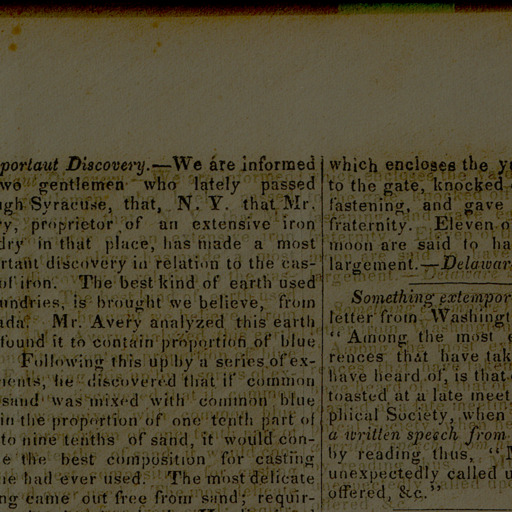 portaut Discovery.—We are informed
wo gentlemen who lately passed
ugh Syracuse, that, N. Y. that Mr.
ry, proprietor of an extensive iron
dry in that place, has made a most
rtant discovery in relation to the cas-
of iron. The best kind of earth used
undries, is brought we believe, from
ada. Mr. Avery analyzed this earth
found it to contain proportion of blue
Following this up by a series of ex-
ments, he discovered that if common
sand was mixed with common blue
in the proportion of one tenth part of
to nine tenths of sand, it would con-
e the best composition for casting
he had ever used. The most delicate
ng came out free from sand; requir-
which encloses the y
to the gate, knocked
fastening, and gave
fraternity. Eleven o
moon are said to ha
largement.—Delawar
Something extempor
letter from Washingt
"Among the most e
rences that have tak
have heard of, is that
toasted at a late meet
phical Society, when
a written speech from
by reading thus, "M
unexpectedly called u
offered, &c."